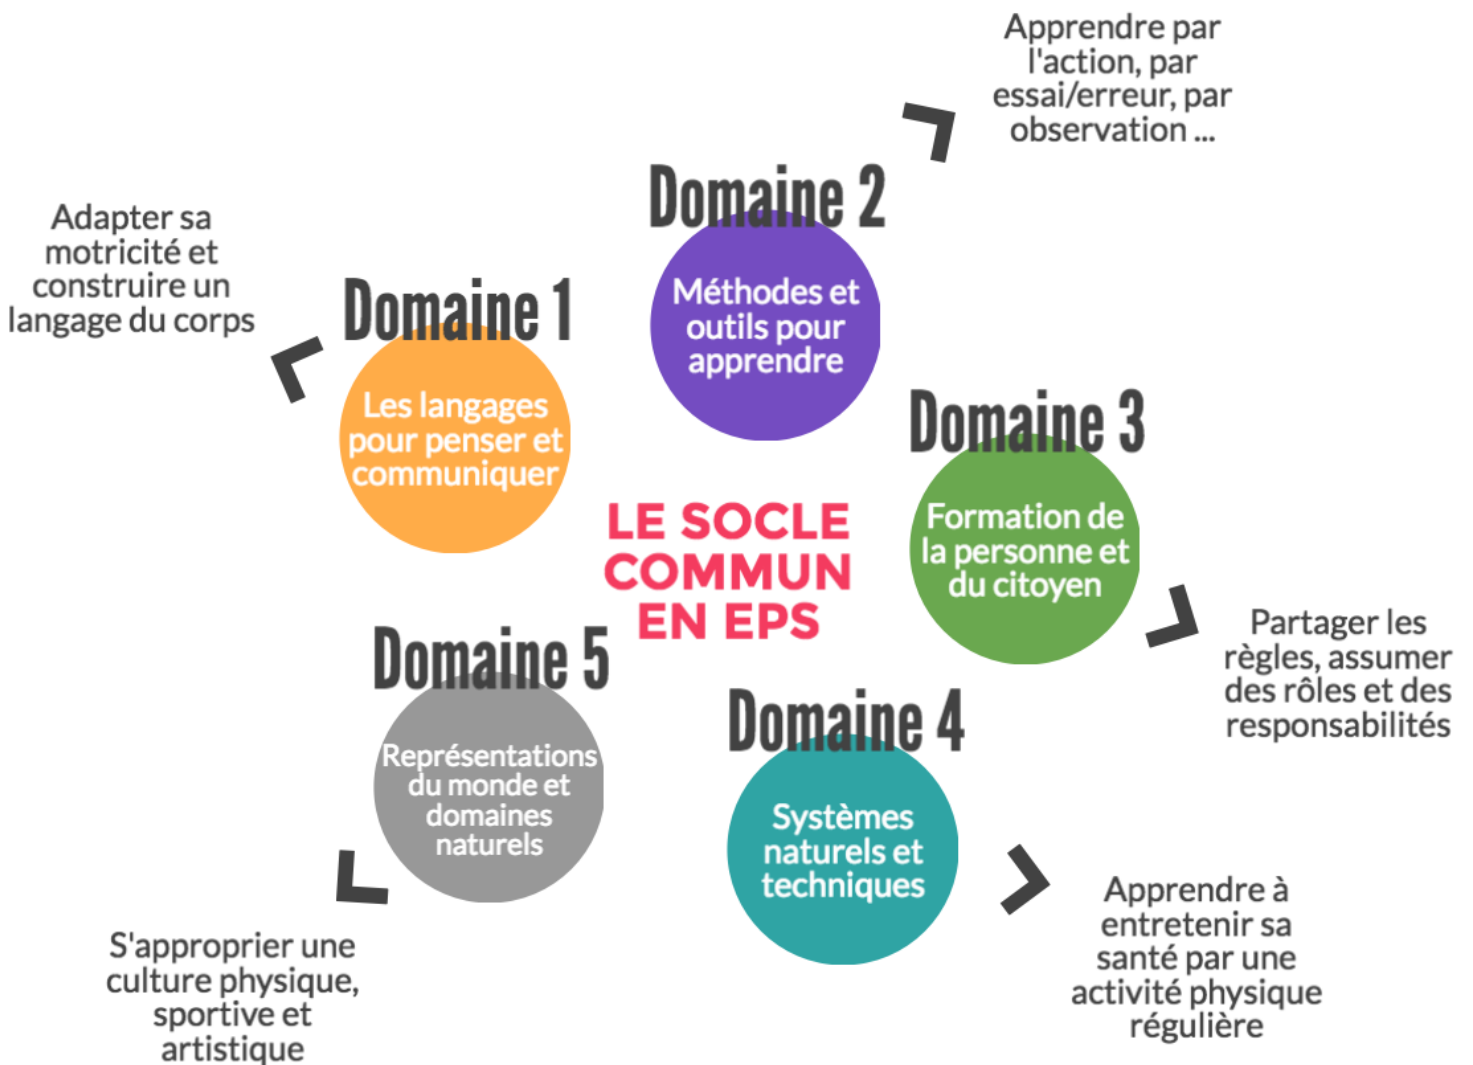 Adapter sa
motricité et
construire un
langage du corps
Domaine 1
Les langages
pour penser et
communiquer
Apprendre par
l'action, par
essai/erreur, par
observation ...
Domaine 2
Méthodes et
outils pour
apprendre
Domaine 3
Formation de
la personne et
du citoyen
Partager les
règles, assumer
des rôles et des
responsabilités
LE SOCLE
COMMUN
EN EPS
Domaine 4
Systèmes
naturels et
techniques
Apprendre à
entretenir sa
santé par une
activité physique
régulière
Domaine 5
Représentations
du monde et
domaines
naturels
S'approprier une
culture physique,
sportive et
artistique